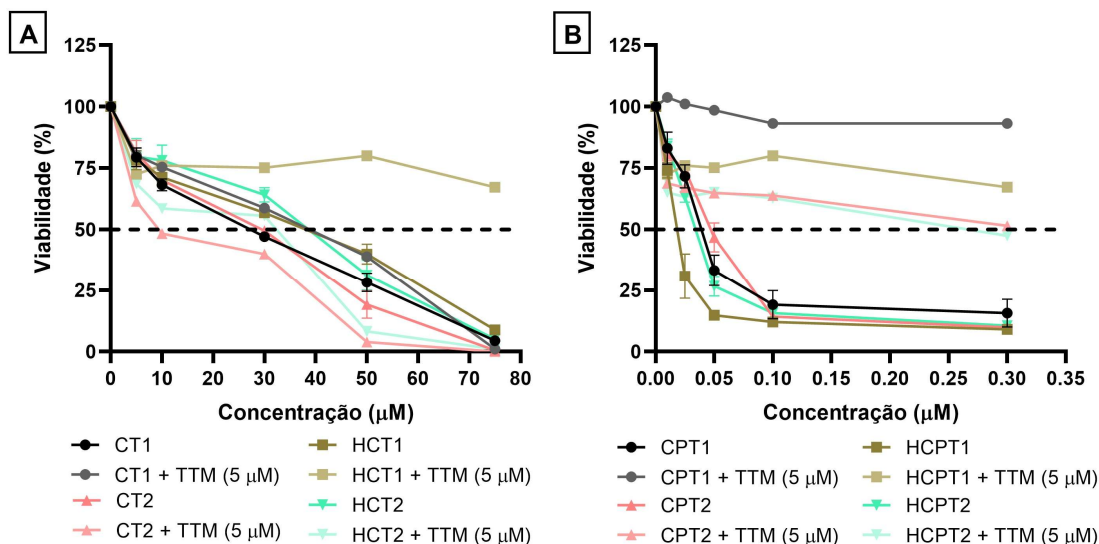 A
125
100
75
50
25
0
Viabilidade (%)
0 10 20 30 40 50 60 70 80
Concentração (μM)
CT1
CT1 + TTM (5 μM)
CT2
CT2 + TTM (5 μM)
HCT1
HCT1 + TTM (5 μM)
HCT2
HCT2 + TTM (5 μM)
B
125
100
75
50
25
0
Viabilidade (%)
0.00 0.05 0.10 0.15 0.20 0.25 0.30 0.35
Concentração (μM)
CPT1
CPT1 + TTM (5 μM)
CPT2
CPT2 + TTM (5 μM)
HCPT1
HCPT1 + TTM (5 μM)
HCPT2
HCPT2 + TTM (5 μM)